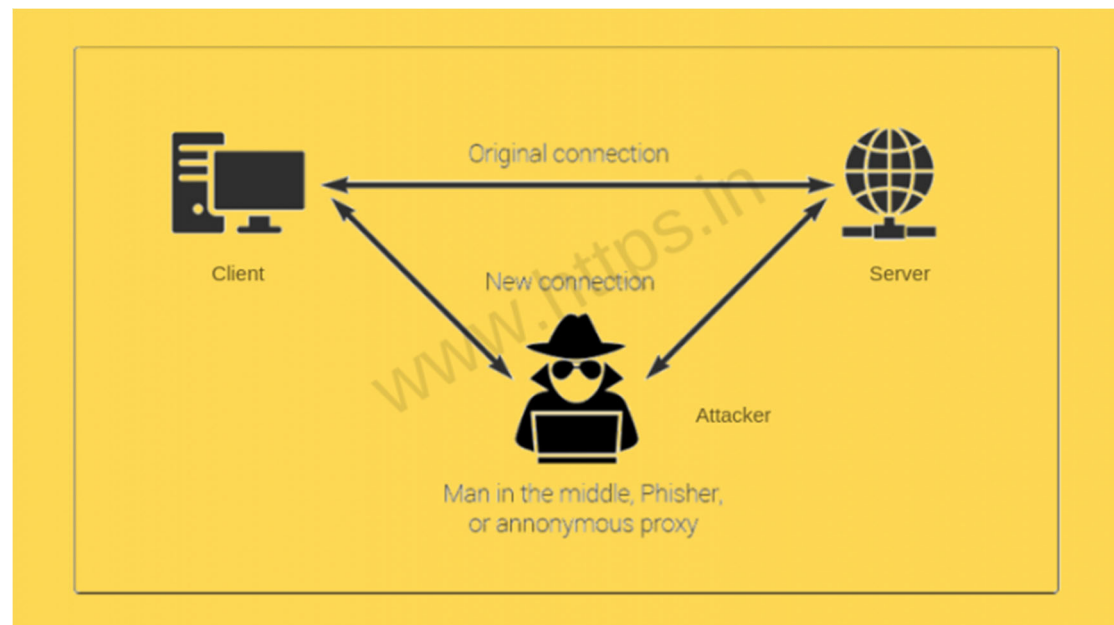 Original connection
Client
Server
New connection
www.https.in
Attacker
Man in the middle, Phisher,
or annonymous proxy